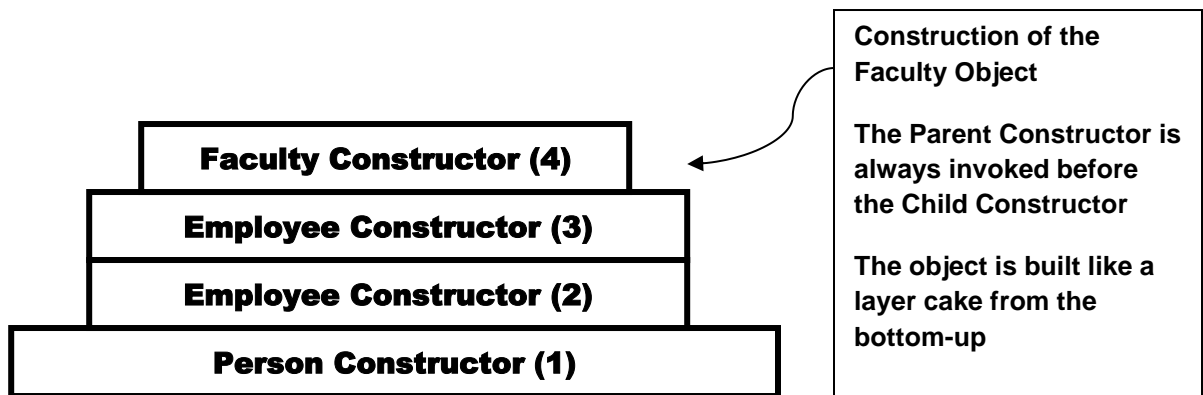 Faculty Constructor (4)
Employee Constructor (3)
Employee Constructor (2)
Person Constructor (1)
Construction of the
Faculty Object
The Parent Constructor is
always invoked before
the Child Constructor
The object is built like a
layer cake from the
bottom-up